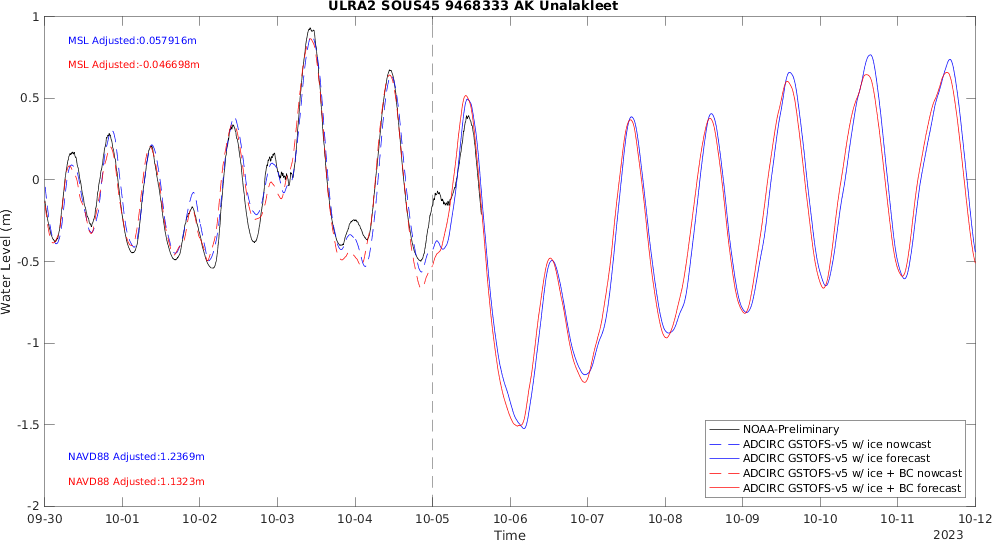 ULRA2 SOUS45 9468333 AK Unalakleet
MSL Adjusted:0.057916m
MSL Adjusted:-0.046698m
1
0.5
0
-0.5
-1
-1.5
-2
Water Level (m)
NAVD88 Adjusted:1.2369m
NAVD88 Adjusted:1.1323m
NOAA-Preliminary
ADCIRC GSTOFS-v5 w/ ice nowcast
ADCIRC GSTOFS-v5 w/ ice forecast
ADCIRC GSTOFS-v5 w/ ice + BC nowcast
ADCIRC GSTOFS-v5 w/ ice + BC forecast
09-30 10-01 10-02 10-03 10-04 10-05 10-06 10-07 10-08 10-09 10-10 10-11 10-12
Time
2023